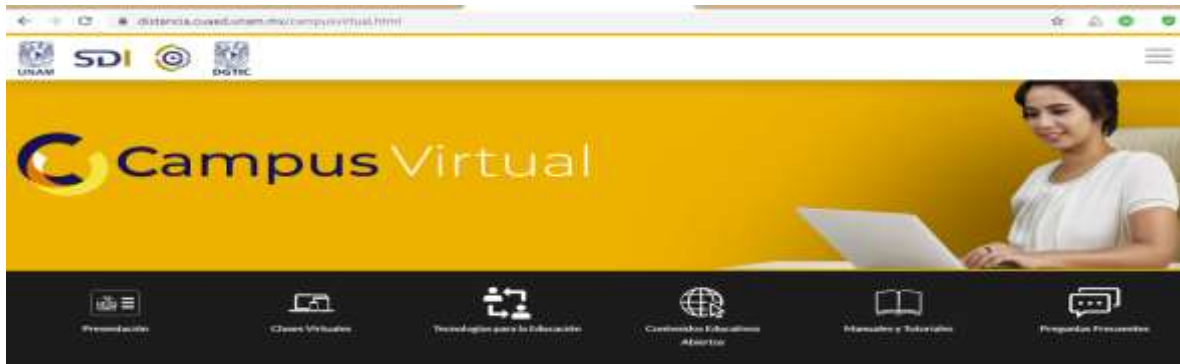 distancia.cuaed.unam.mx/campusvirtual.html
UNAM SDI DGTIC
Campus Virtual
Presentación
Clases Virtuales
Tecnologías para la Educación
Contenidos Educativos
Abiertos
Manuales y Tutoriales
Preguntas Frecuentes